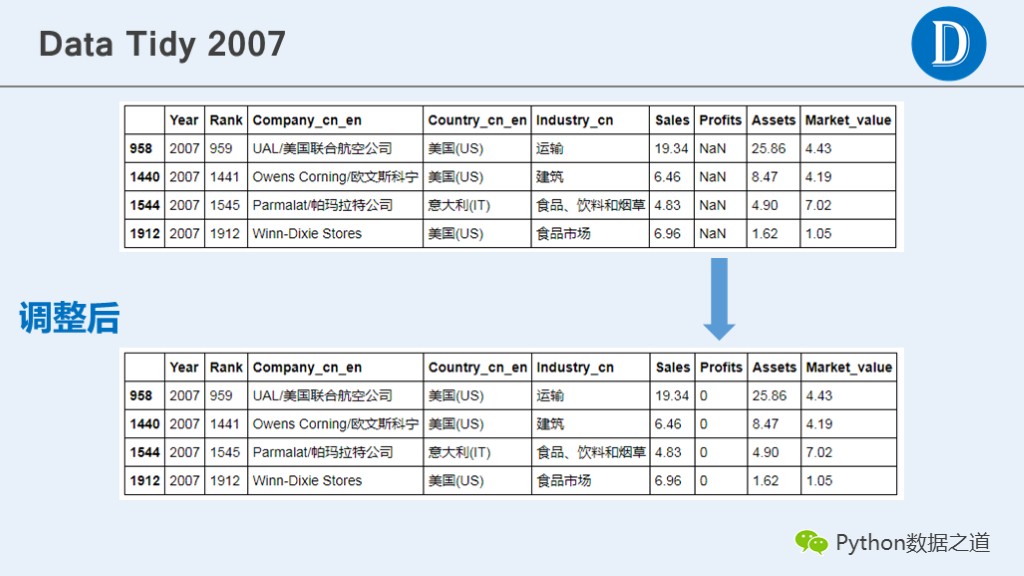 Data Tidy 2007
D
Year Rank Company_cn_en Country_cn_en Industry_cn Sales Profits Assets Market_value
958 2007 959 UAL/美国联合航空公司 美国(US) 运输 19.34 NaN 25.86 4.43
1440 2007 1441 Owens Corning/欧文斯科宁 美国(US) 建筑 6.46 NaN 8.47 4.19
1544 2007 1545 Parmalat/帕玛拉特公司 意大利(IT) 食品、饮料和烟草 4.83 NaN 4.90 7.02
1912 2007 1912 Winn-Dixie Stores 美国(US) 食品市场 6.96 NaN 1.62 1.05
调整后
Year Rank Company_cn_en Country_cn_en Industry_cn Sales Profits Assets Market_value
958 2007 959 UAL/美国联合航空公司 美国(US) 运输 19.34 0 25.86 4.43
1440 2007 1441 Owens Corning/欧文斯科宁 美国(US) 建筑 6.46 0 8.47 4.19
1544 2007 1545 Parmalat/帕玛拉特公司 意大利(IT) 食品、饮料和烟草 4.83 0 4.90 7.02
1912 2007 1912 Winn-Dixie Stores 美国(US) 食品市场 6.96 0 1.62 1.05
Python数据之道